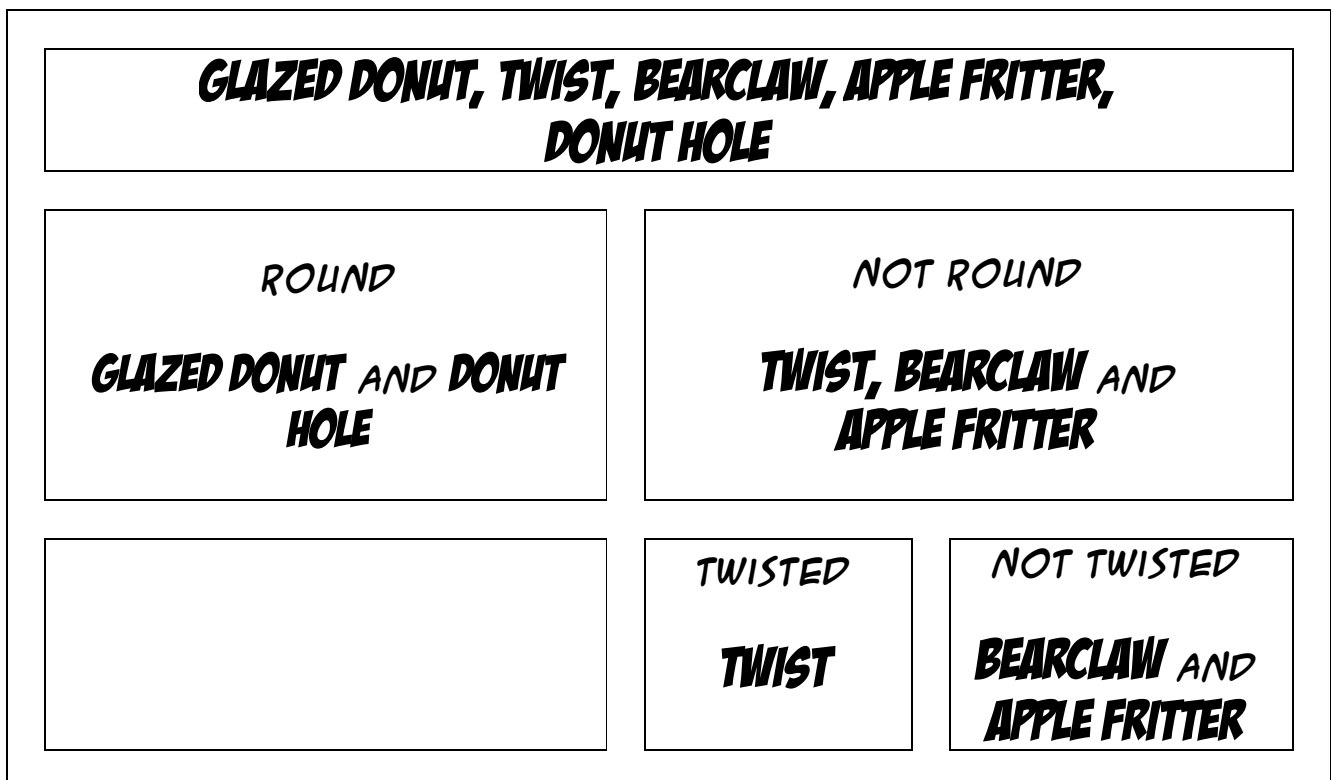 GLAZED DONUT, TWIST, BEARCLAW, APPLE FRITTER,
DONUT HOLE
ROUND
GLAZED DONUT AND DONUT
HOLE
NOT ROUND
TWIST, BEARCLAW AND
APPLE FRITTER
TWISTED
TWIST
NOT TWISTED
BEARCLAW AND
APPLE FRITTER